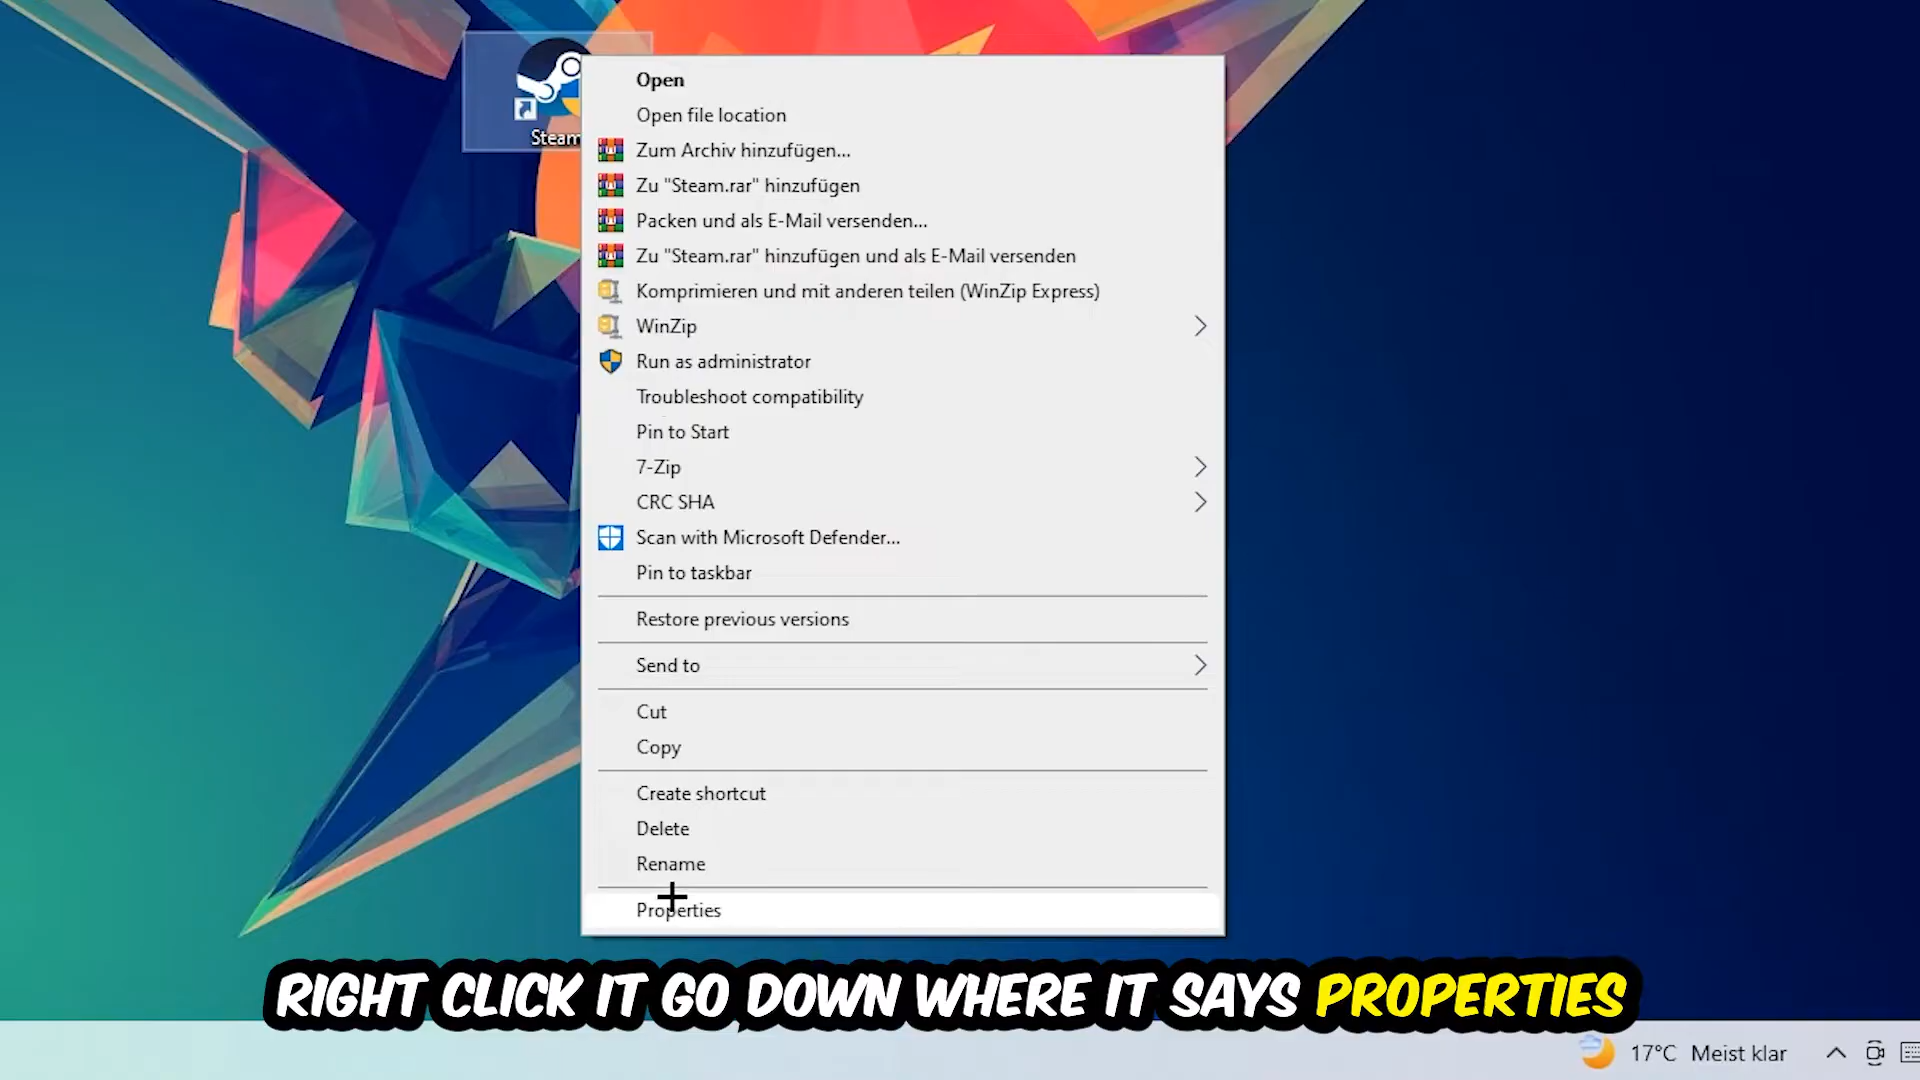 Steam
Open
Open file location
Zum Archiv hinzufügen...
Zu "Steam.rar" hinzufügen
Packen und als E-Mail versenden...
Zu "Steam.rar" hinzufügen und als E-Mail versenden
Komprimieren und mit anderen teilen (WinZip Express)
WinZip
Run as administrator
Troubleshoot compatibility
Pin to Start
7-Zip
CRC SHA
Scan with Microsoft Defender...
Pin to taskbar
Restore previous versions
Send to
Cut
Copy
Create shortcut
Delete
Rename
Properties
RIGHT CLICK IT GO DOWN WHERE IT SAYS PROPERTIES
17°C Meist klar